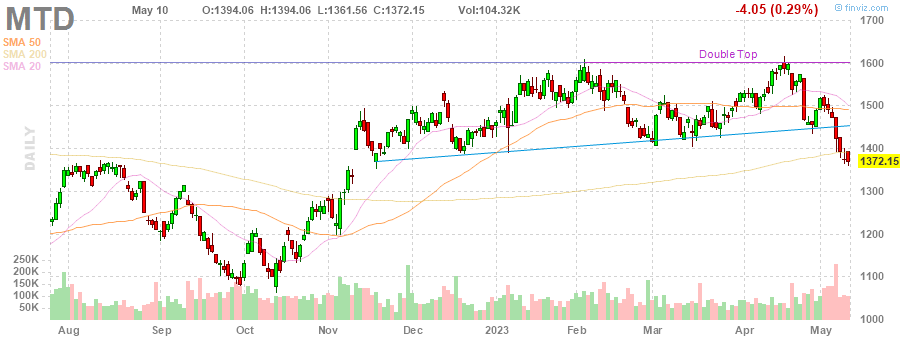 MTD May 10 O:1394.06 H:1394.06 L:1361.56 C:1372.15 Vol:104.32K -4.05 (0.29%) finviz.com
SMA 50
SMA 200
SMA 20
DAILY
Double Top
1700
1600
1500
1400
1372.15
1300
1200
1100
1000
250K
200K
150K
100K
50K
Aug Sep Oct Nov Dec 2023 Feb Mar Apr May